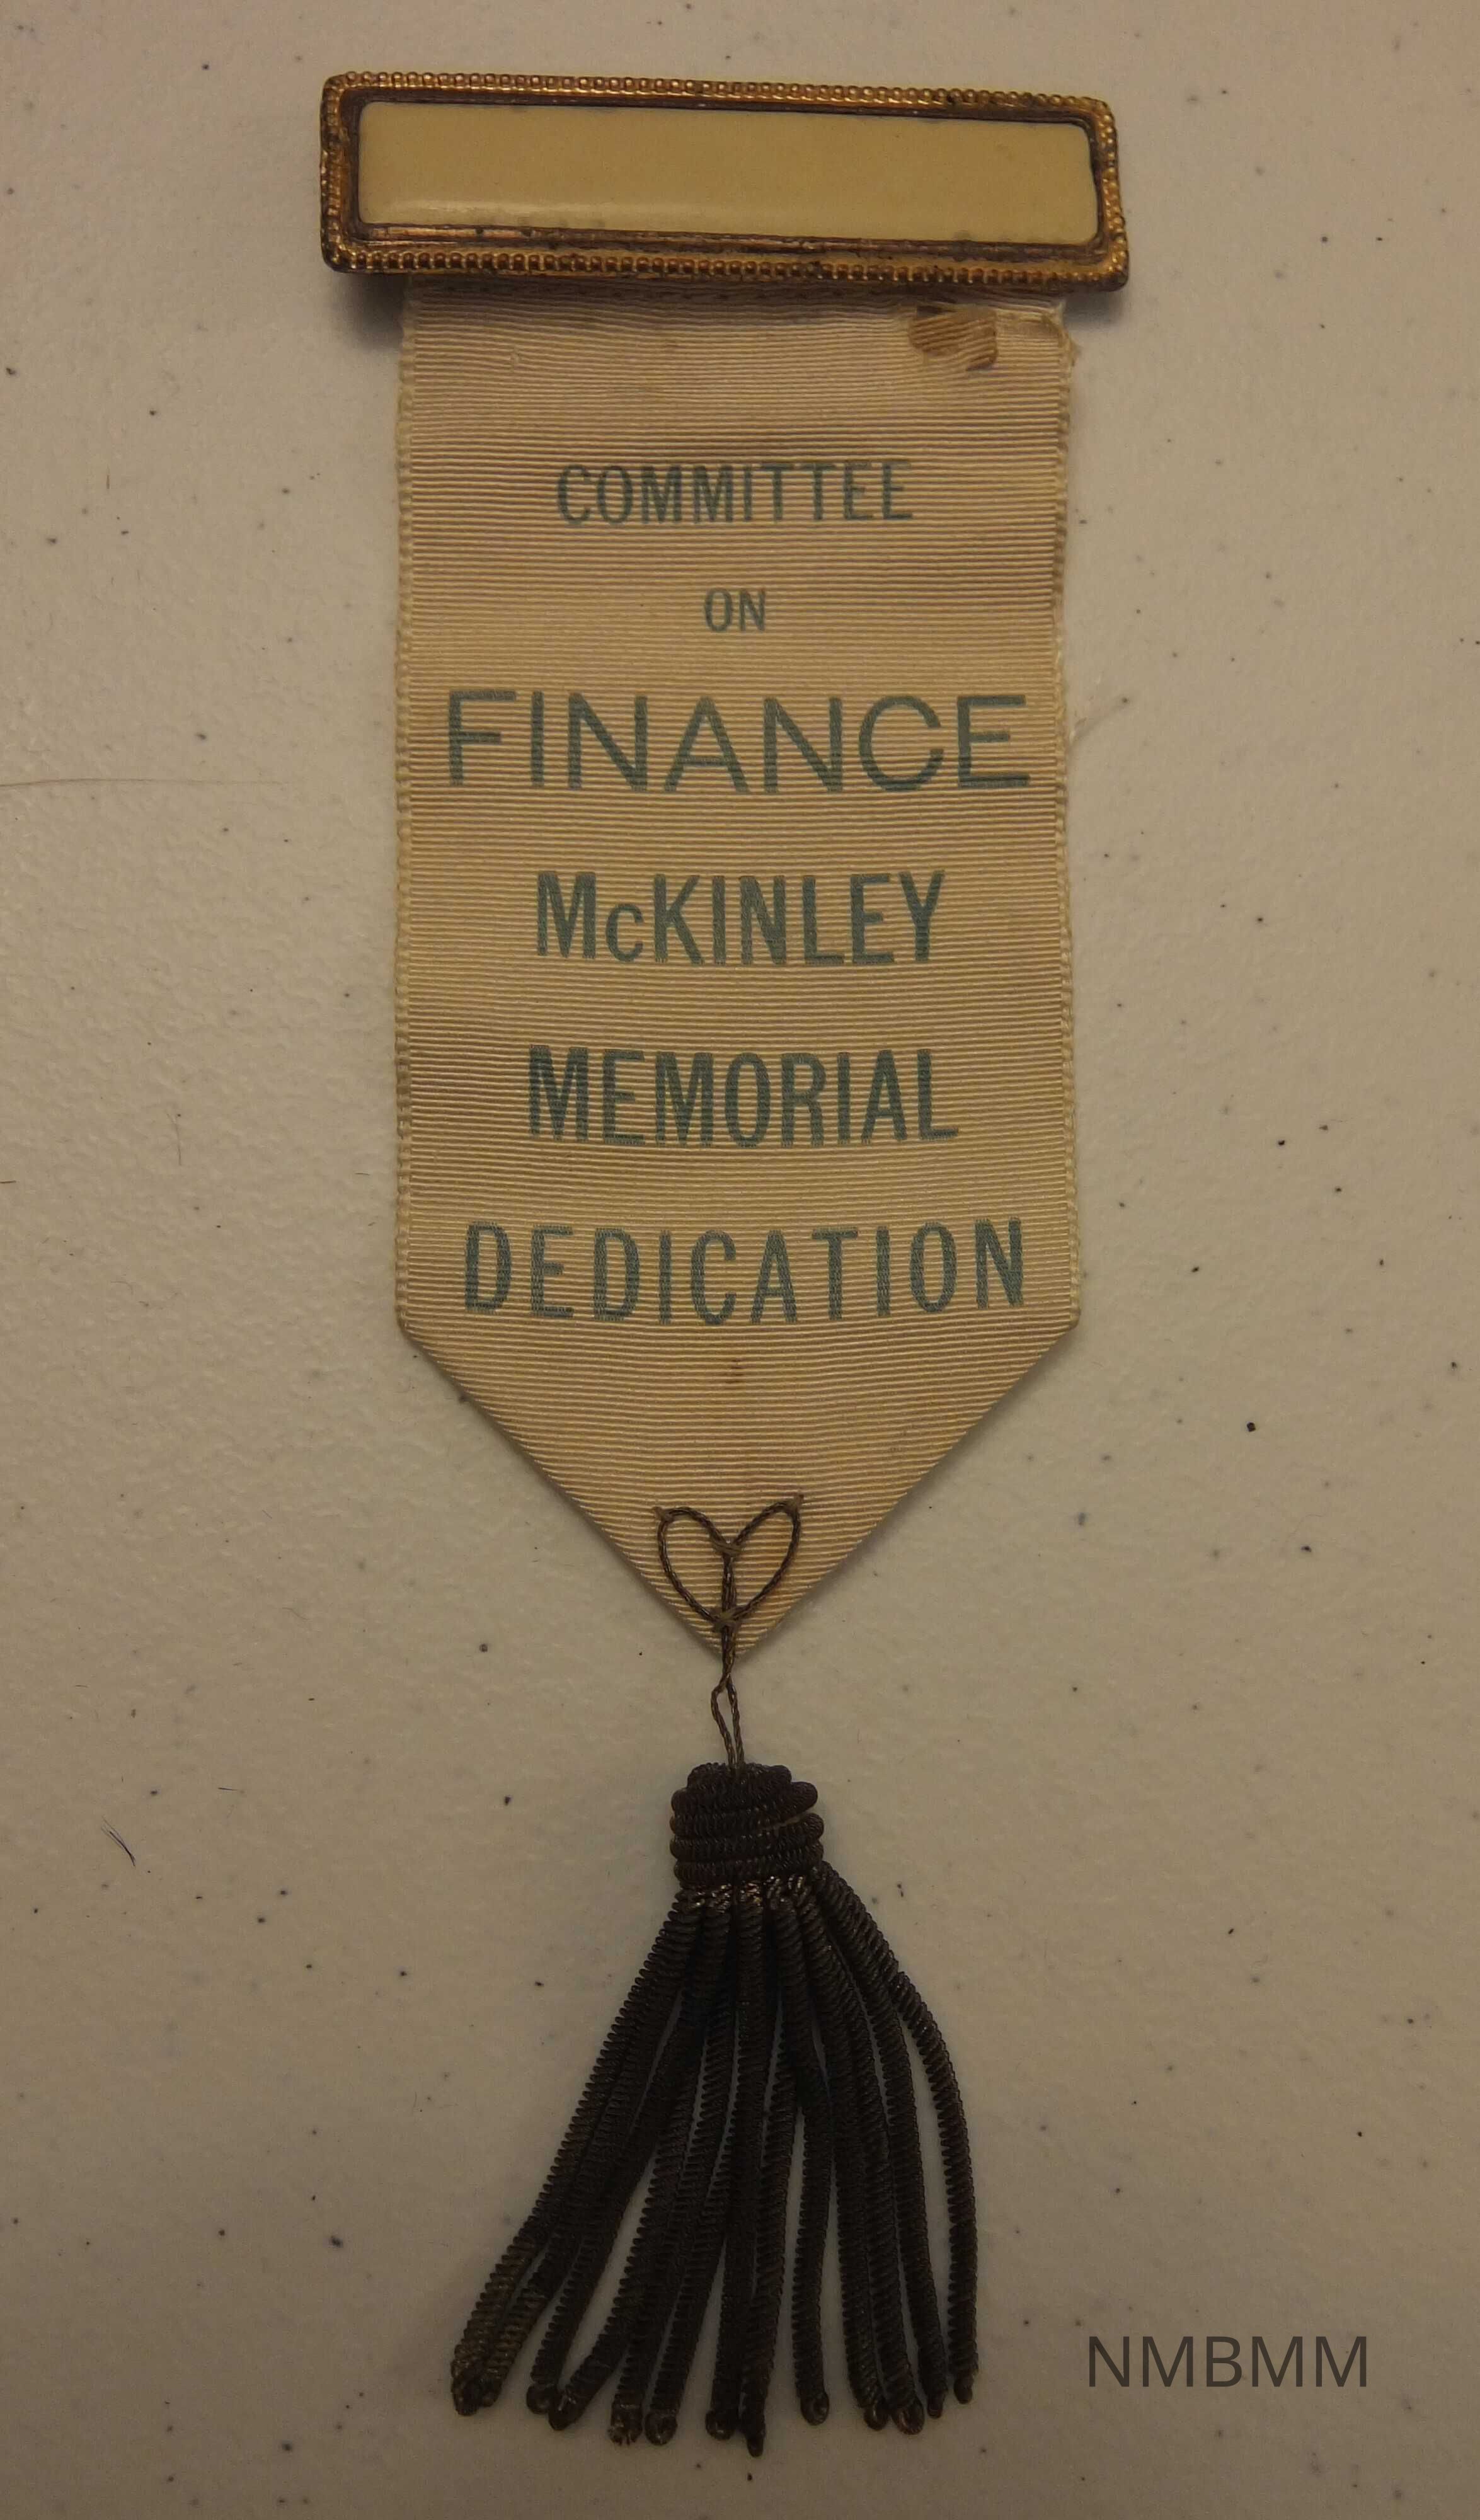 COMMITTEE
ON
FINANCE
McKINLEY
MEMORIAL
DEDICATION
NMBMM